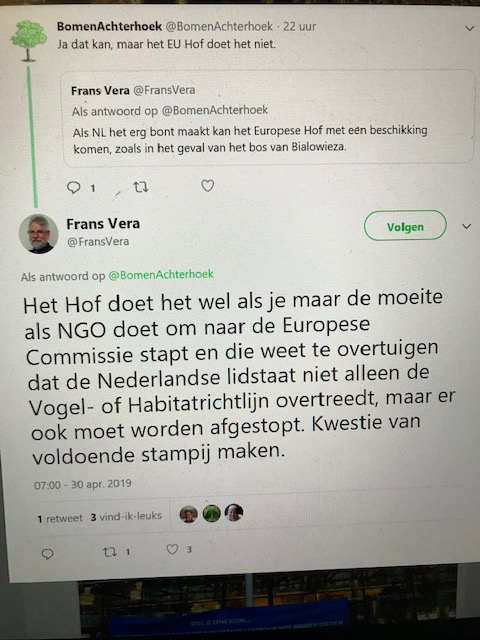 BomenAchterhoek @BomenAchterhoek · 22 uur
Ja dat kan, maar het EU Hof doet het niet.
Frans Vera @FransVera
Als antwoord op @BomenAchterhoek
Als NL het erg bont maakt kan het Europese Hof met een beschikking
komen, zoals in het geval van het bos van Bialowieza.
1
Frans Vera
@FransVera
Volgen
Als antwoord op @BomenAchterhoek
Het Hof doet het wel als je maar de moeite
als NGO doet om naar de Europese
Commissie stapt en die weet te overtuigen
dat de Nederlandse lidstaat niet alleen de
Vogel- of Habitatrichtlijn overtreedt, maar er
ook moet worden afgestopt. Kwestie van
voldoende stampij maken.
07:00 - 30 apr. 2019
1 retweet 3 vind-ik-leuks
1 3